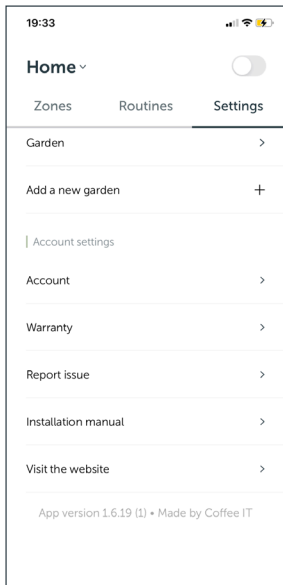 19:33
Home
Zones Routines Settings
Garden
Add a new garden
Account settings
Account
Warranty
Report issue
Installation manual
Visit the website
App version 1.6.19 (1) • Made by Coffee IT